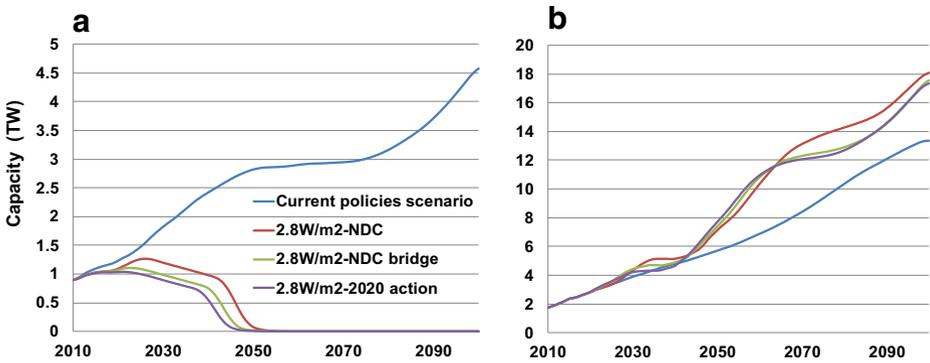 a
b
5
4.5
4
3.5
3
2.5
2
1.5
1
0.5
0
Capacity (TW)
Current policies scenario
2.8W/m2-NDC
2.8W/m2-NDC bridge
2.8W/m2-2020 action
2010 2030 2050 2070 2090
20
18
16
14
12
10
8
6
4
2
0
2010 2030 2050 2070 2090